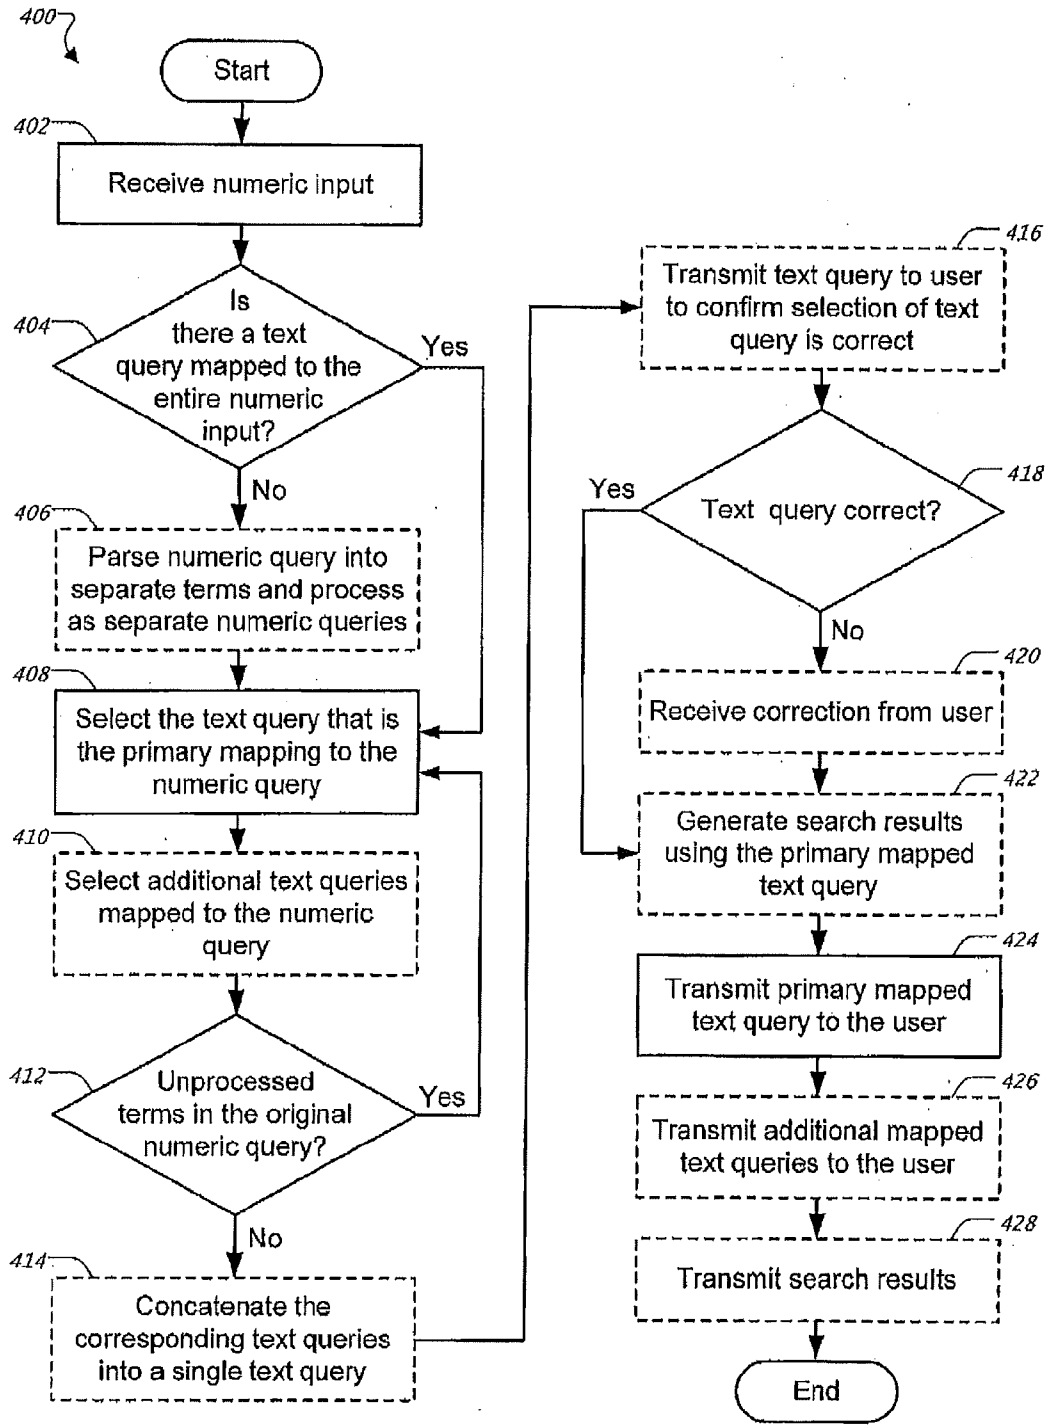 400
Start
402
Receive numeric input
404
Is
there a text
query mapped to the
entire numeric
input?
Yes
No
406
Parse numeric query into
separate terms and process
as separate numeric queries
408
Select the text query that is
the primary mapping to the
numeric query
410
Select additional text queries
mapped to the numeric
query
412
Unprocessed
terms in the original
numeric query?
Yes
No
414
Concatenate the
corresponding text queries
into a single text query
416
Transmit text query to user
to confirm selection of text
query is correct
418
Text query correct?
Yes
No
420
Receive correction from user
422
Generate search results
using the primary mapped
text query
424
Transmit primary mapped
text query to the user
426
Transmit additional mapped
text queries to the user
428
Transmit search results
End